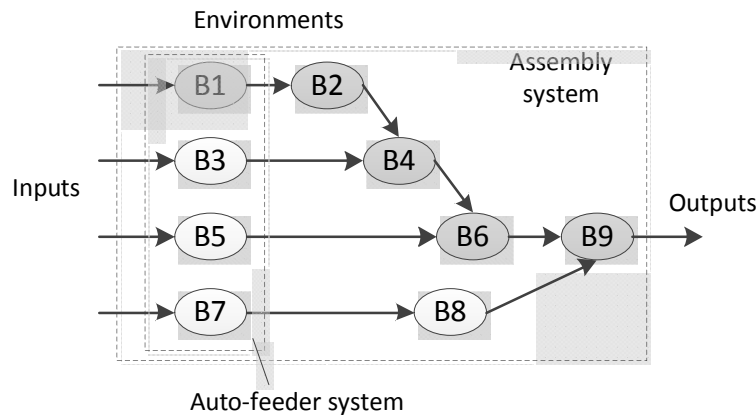 Environments
B1
B2
Assembly
system
B3
B4
Inputs
B5
B6
B9
Outputs
B7
B8
Auto-feeder system